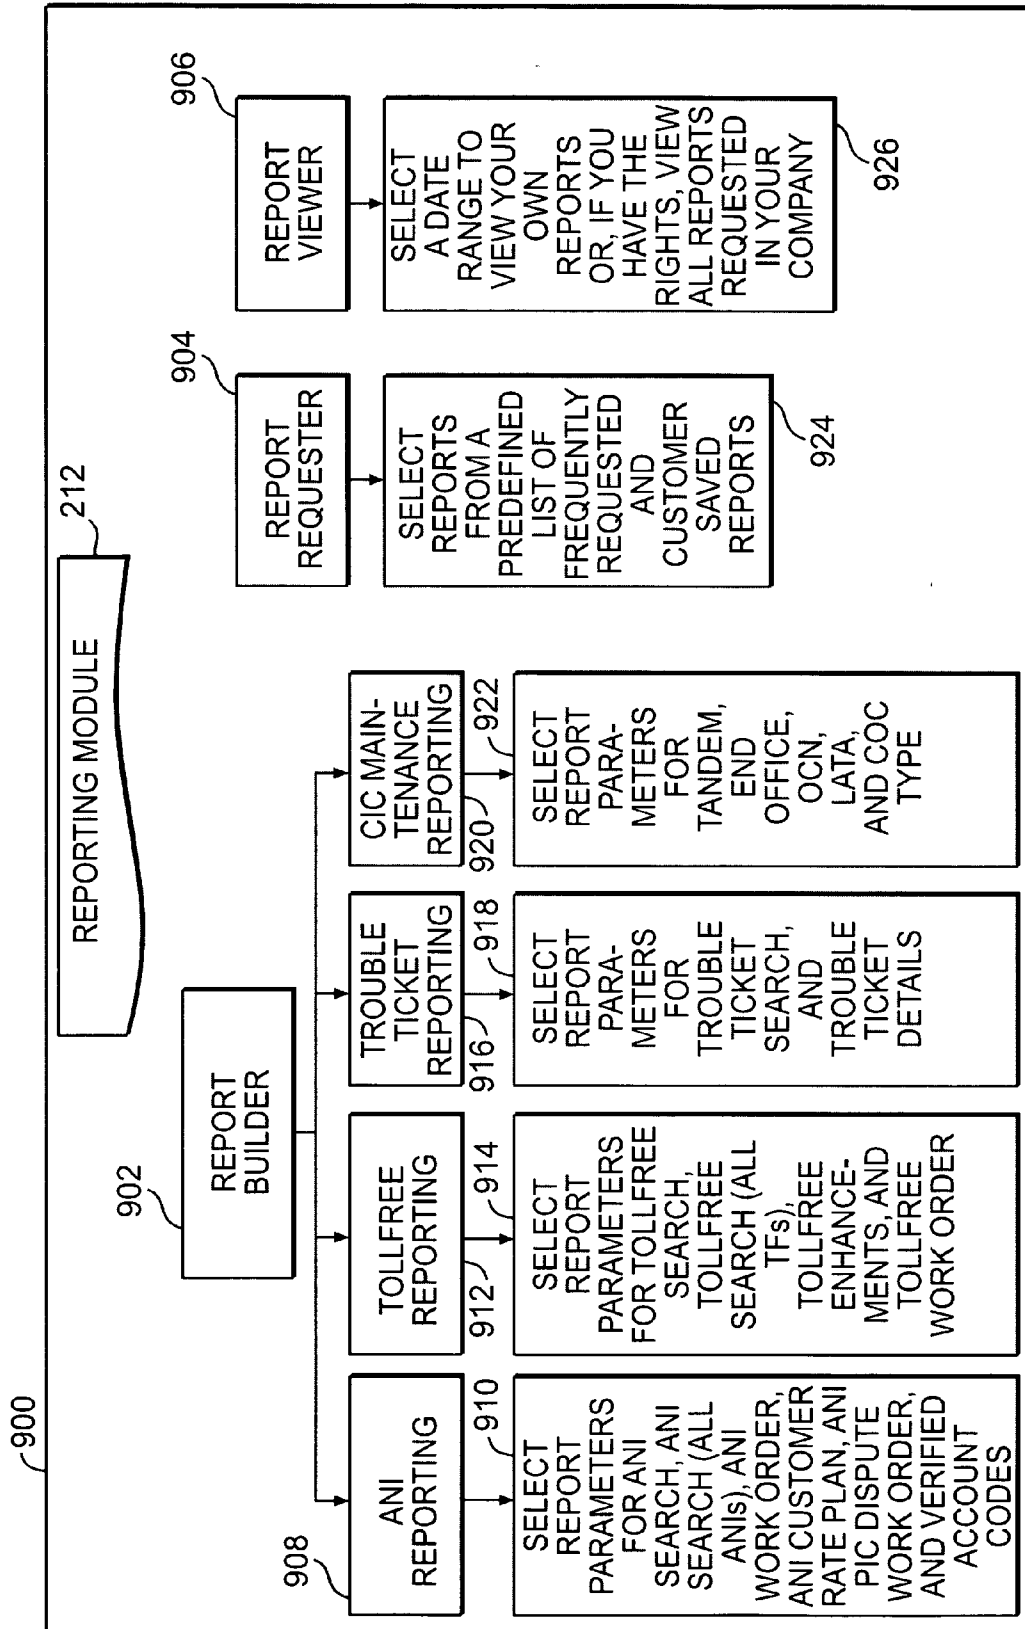 900
REPORTING MODULE
212
902
REPORT
BUILDER
904
REPORT
REQUESTER
906
REPORT
VIEWER
908
ANI
REPORTING
910
SELECT
REPORT
PARAMETERS
FOR ANI
SEARCH, ANI
SEARCH (ALL
ANIs), ANI
WORK ORDER,
ANI CUSTOMER
RATE PLAN, ANI
PIC DISPUTE
WORK ORDER,
AND VERIFIED
ACCOUNT
CODES
TOLLFREE
REPORTING
912
914
SELECT
REPORT
PARAMETERS
FOR TOLLFREE
SEARCH,
TOLLFREE
SEARCH (ALL
TFs),
TOLLFREE
ENHANCE-
MENTS, AND
TOLLFREE
WORK ORDER
TROUBLE
TICKET
REPORTING
916
918
SELECT
REPORT
PARA-
METERS
FOR
TROUBLE
TICKET
SEARCH,
AND
TROUBLE
TICKET
DETAILS
CIC MAIN-
TENANCE
REPORTING
920
922
SELECT
REPORT
PARA-
METERS
FOR
TANDEM,
END
OFFICE,
OCN,
LATA,
AND COC
TYPE
SELECT
REPORTS
FROM A
PREDEFINED
LIST OF
FREQUENTLY
REQUESTED
AND
CUSTOMER
SAVED
REPORTS
924
SELECT
A DATE
RANGE TO
VIEW YOUR
OWN
REPORTS
OR, IF YOU
HAVE THE
RIGHTS, VIEW
ALL REPORTS
REQUESTED
IN YOUR
COMPANY
926